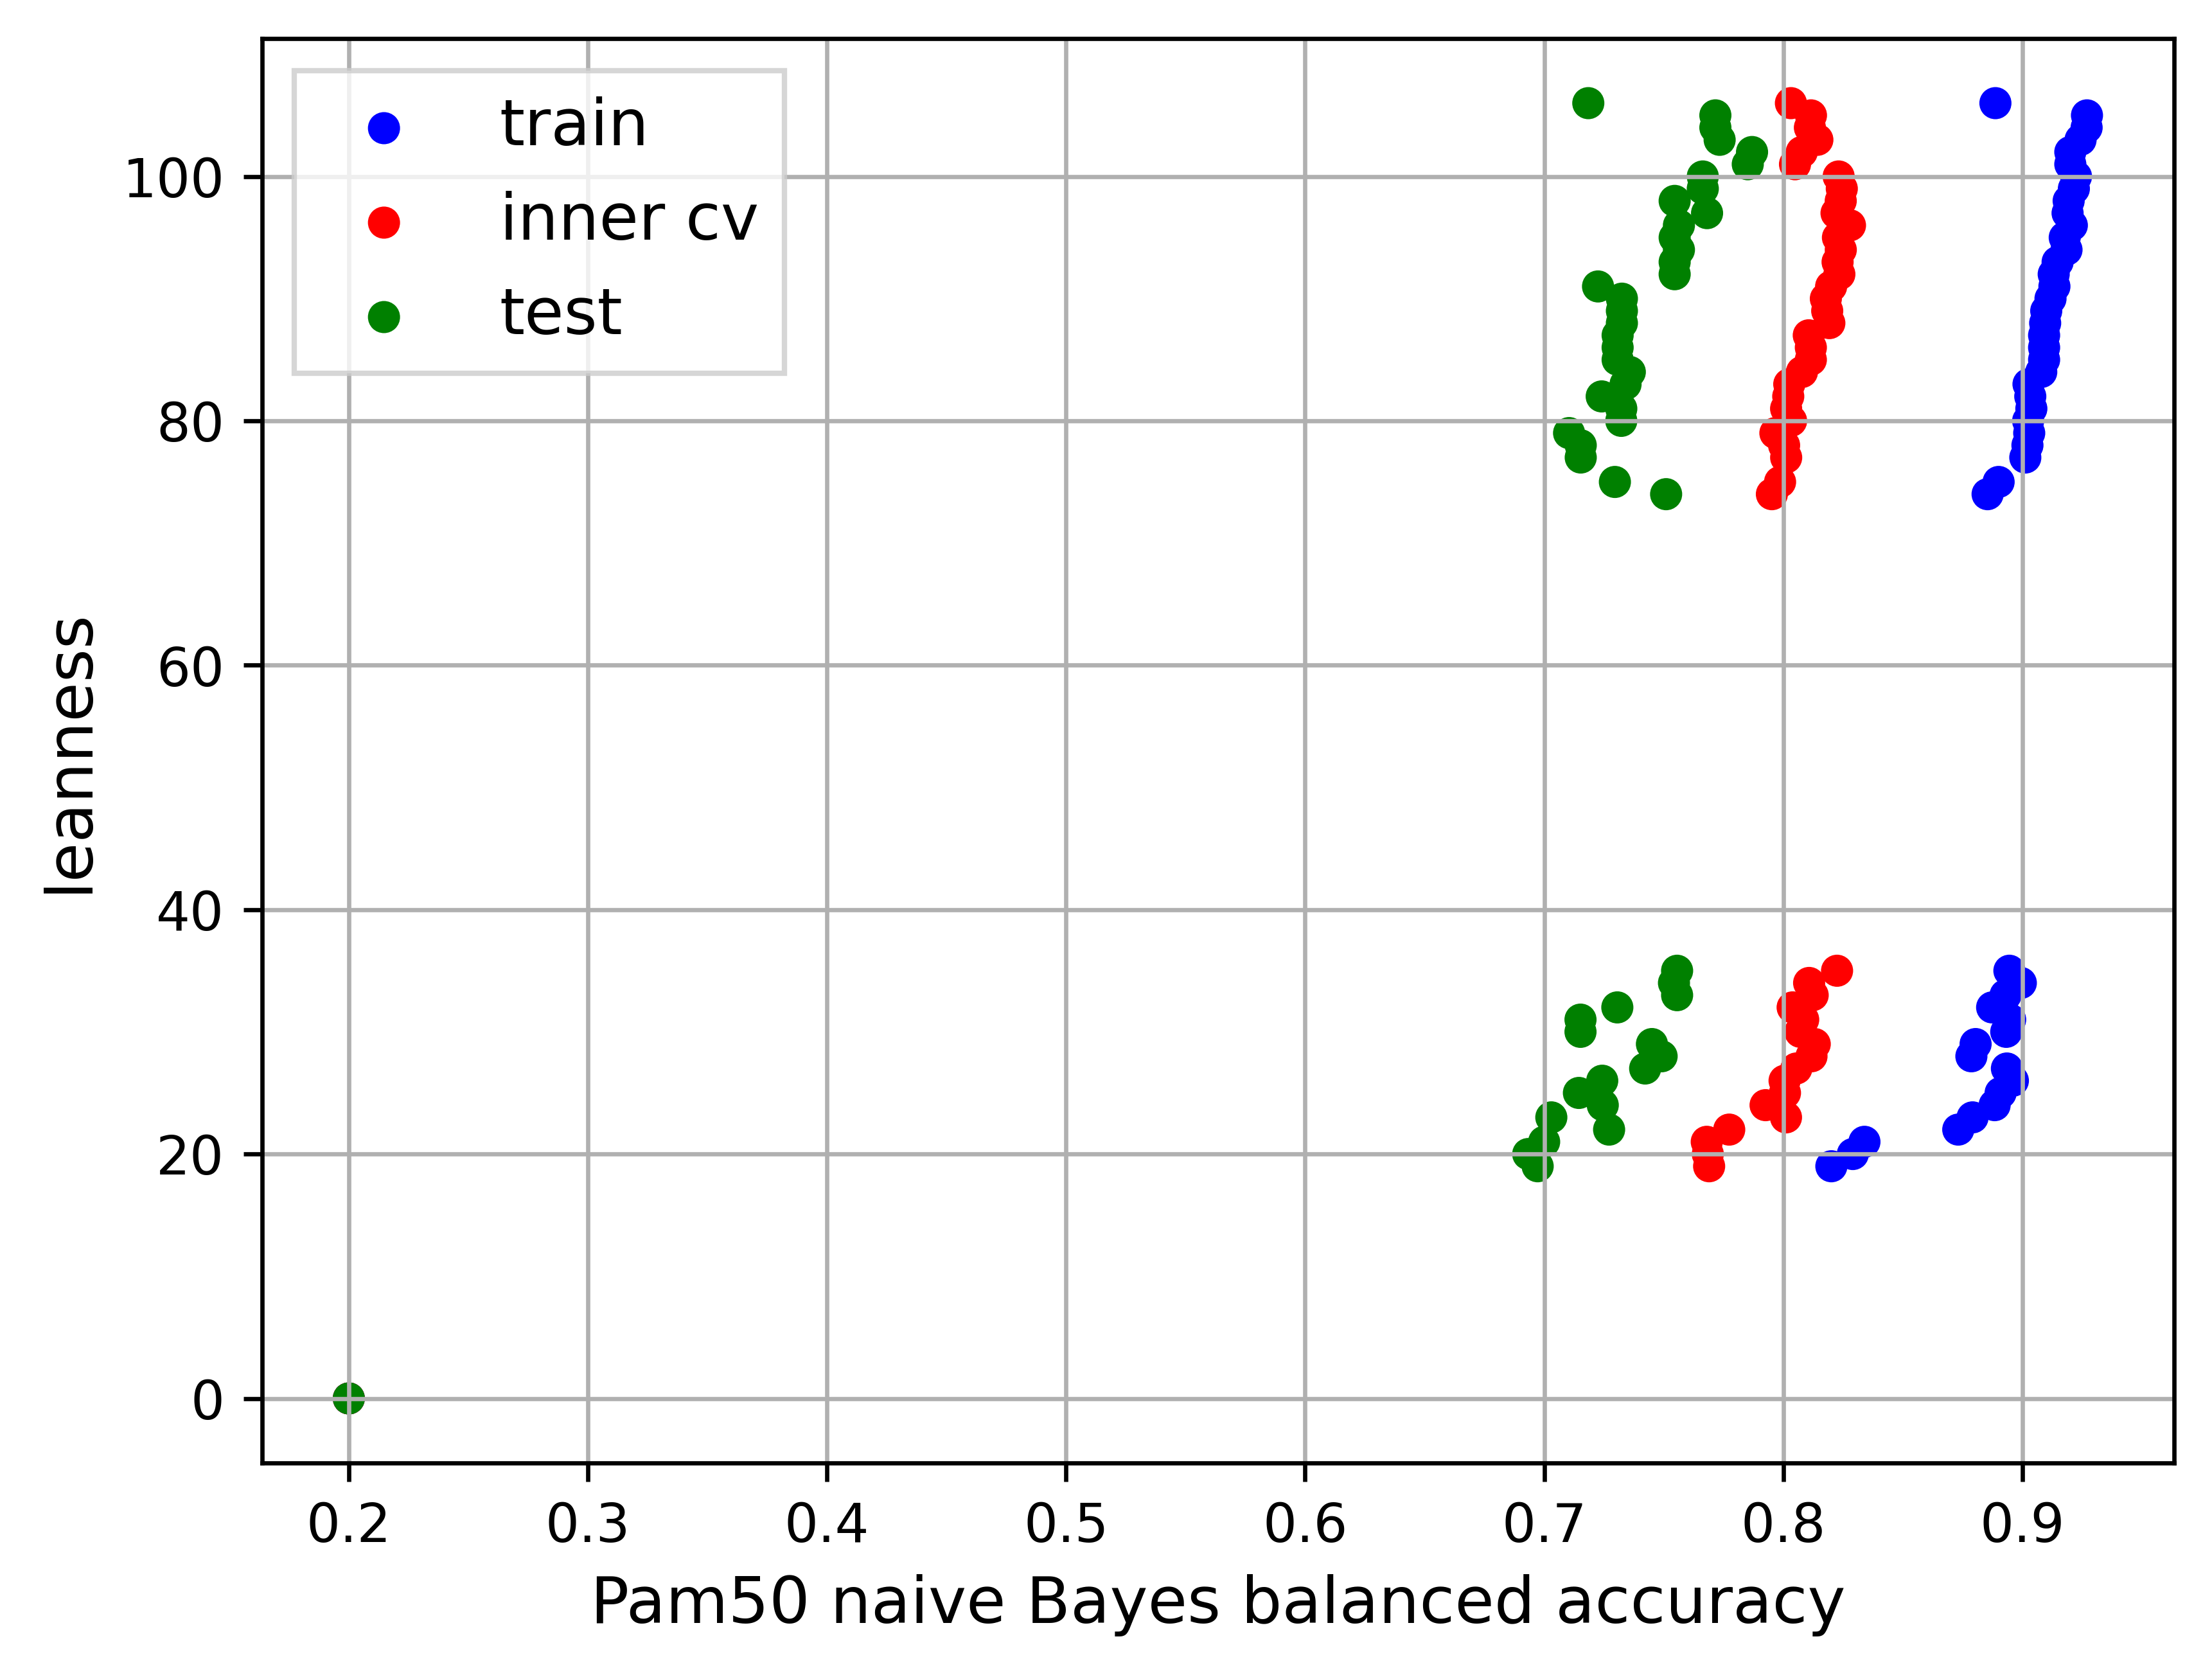 train
inner cv
test
100
80
60
40
20
0
leanness
0.2 0.3 0.4 0.5 0.6 0.7 0.8 0.9
Pam50 naive Bayes balanced accuracy